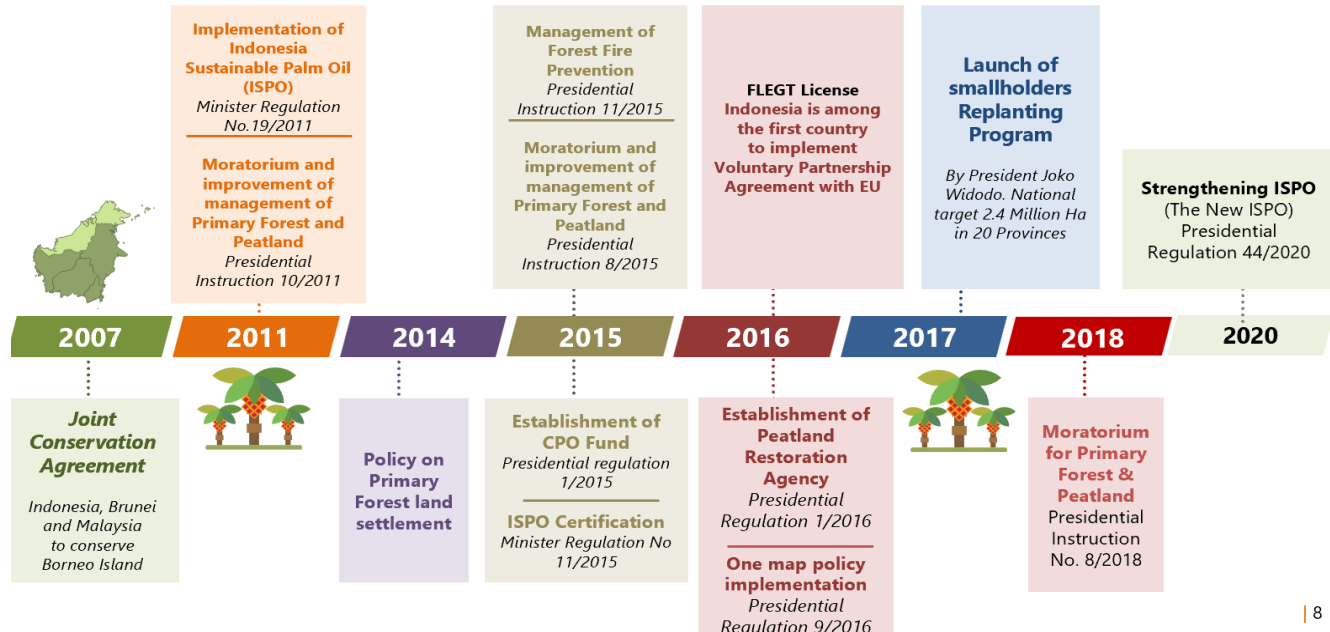 Implementation of
Indonesia
Sustainable Palm Oil
(ISPO)
Minister Regulation
No.19/2011
Moratorium and
improvement of
management of
Primary Forest and
Peatland
Presidential
Instruction 10/2011
Management of
Forest Fire
Prevention
Presidential
Instruction 11/2015
Moratorium and
improvement of
management of
Primary Forest and
Peatland
Presidential
Instruction 8/2015
FLEGT License
Indonesia is among
the first country
to implement
Voluntary Partnership
Agreement with EU
Launch of
smallholders
Replanting
Program
By President Joko
Widodo. National
target 2.4 Million Ha
in 20 Provinces
Strengthening ISPO
(The New ISPO)
Presidential
Regulation 44/2020
2007
2011
2014
2015
2016
2017
2018
2020
Joint
Conservation
Agreement
Indonesia, Brunei
and Malaysia
to conserve
Borneo Island
Policy on
Primary
Forest land
settlement
Establishment of
CPO Fund
Presidential regulation
1/2015
ISPO Certification
Minister Regulation No
11/2015
Establishment of
Peatland
Restoration
Agency
Presidential
Regulation 1/2016
One map policy
implementation
Presidential
Regulation 9/2016
Moratorium
for Primary
Forest &
Peatland
Presidential
Instruction
No. 8/2018
| 8